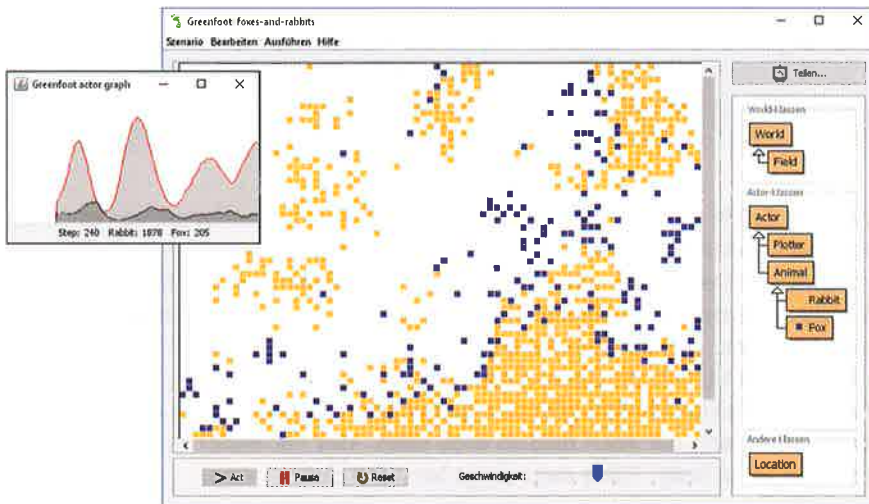 Greenfoot: foxes-and-rabbits
Szenario Bearbeiten Ausführen Hilfe
Greenfoot actor graph
Step: 240 Rabbit: 1878 Fox: 205
Teilen...
World-Klassen
World
Field
Actor-Klassen
Actor
Plotter
Animal
Rabbit
Fox
Andere Klassen
Location
Act
Pause
Reset
Geschwindigkeit: